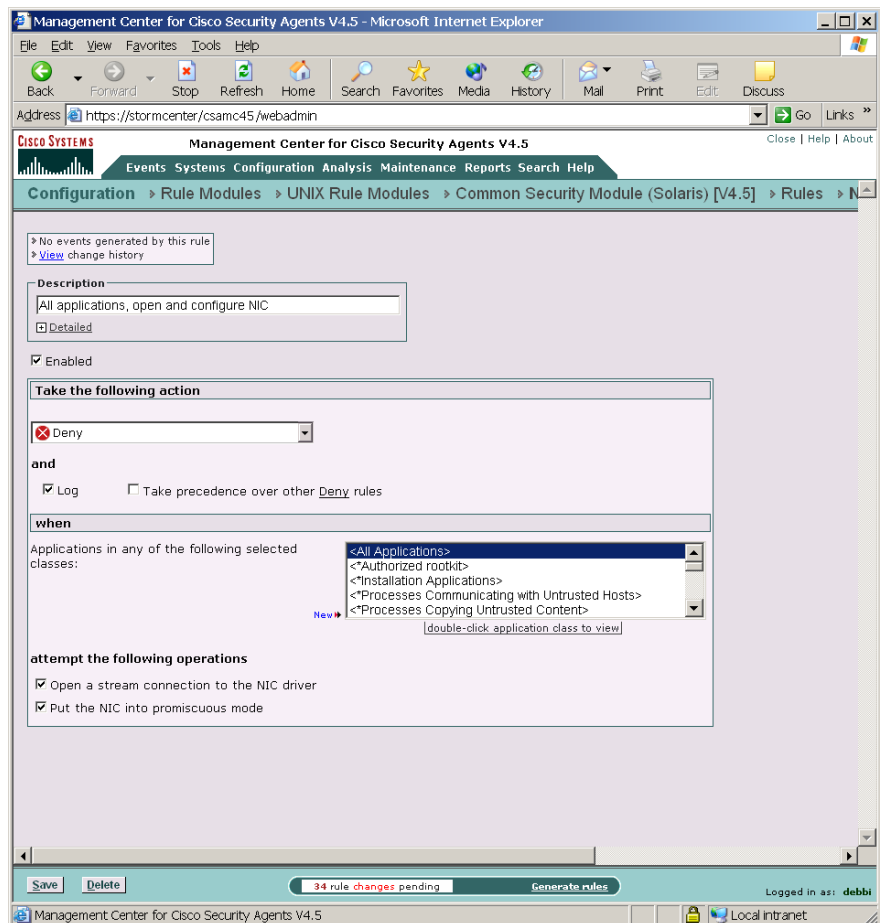 Management Center for Cisco Security Agents V4.5 - Microsoft Internet Explorer
File Edit View Favorites Tools Help
Back Forward Stop Refresh Home Search Favorites Media History Mail Print Edit Discuss
Address https://stormcenter/csamc45/webadmin Go Links »
CISCO SYSTEMS Management Center for Cisco Security Agents V4.5 Close | Help | About
Events Systems Configuration Analysis Maintenance Reports Search Help
Configuration > Rule Modules > UNIX Rule Modules > Common Security Module (Solaris) [V4.5] > Rules > N
No events generated by this rule
View change history
Description
All applications, open and configure NIC
Detailed
Enabled
Take the following action
Deny
and
Log Take precedence over other Deny rules
when
Applications in any of the following selected classes:
<All Applications>
<*Authorized rootkit>
<*Installation Applications>
<*Processes Communicating with Untrusted Hosts>
<*Processes Copying Untrusted Content>
New
double-click application class to view
attempt the following operations
Open a stream connection to the NIC driver
Put the NIC into promiscuous mode
Save Delete 34 rule changes pending Generate rules Logged in as: debbi
Management Center for Cisco Security Agents V4.5 Local intranet